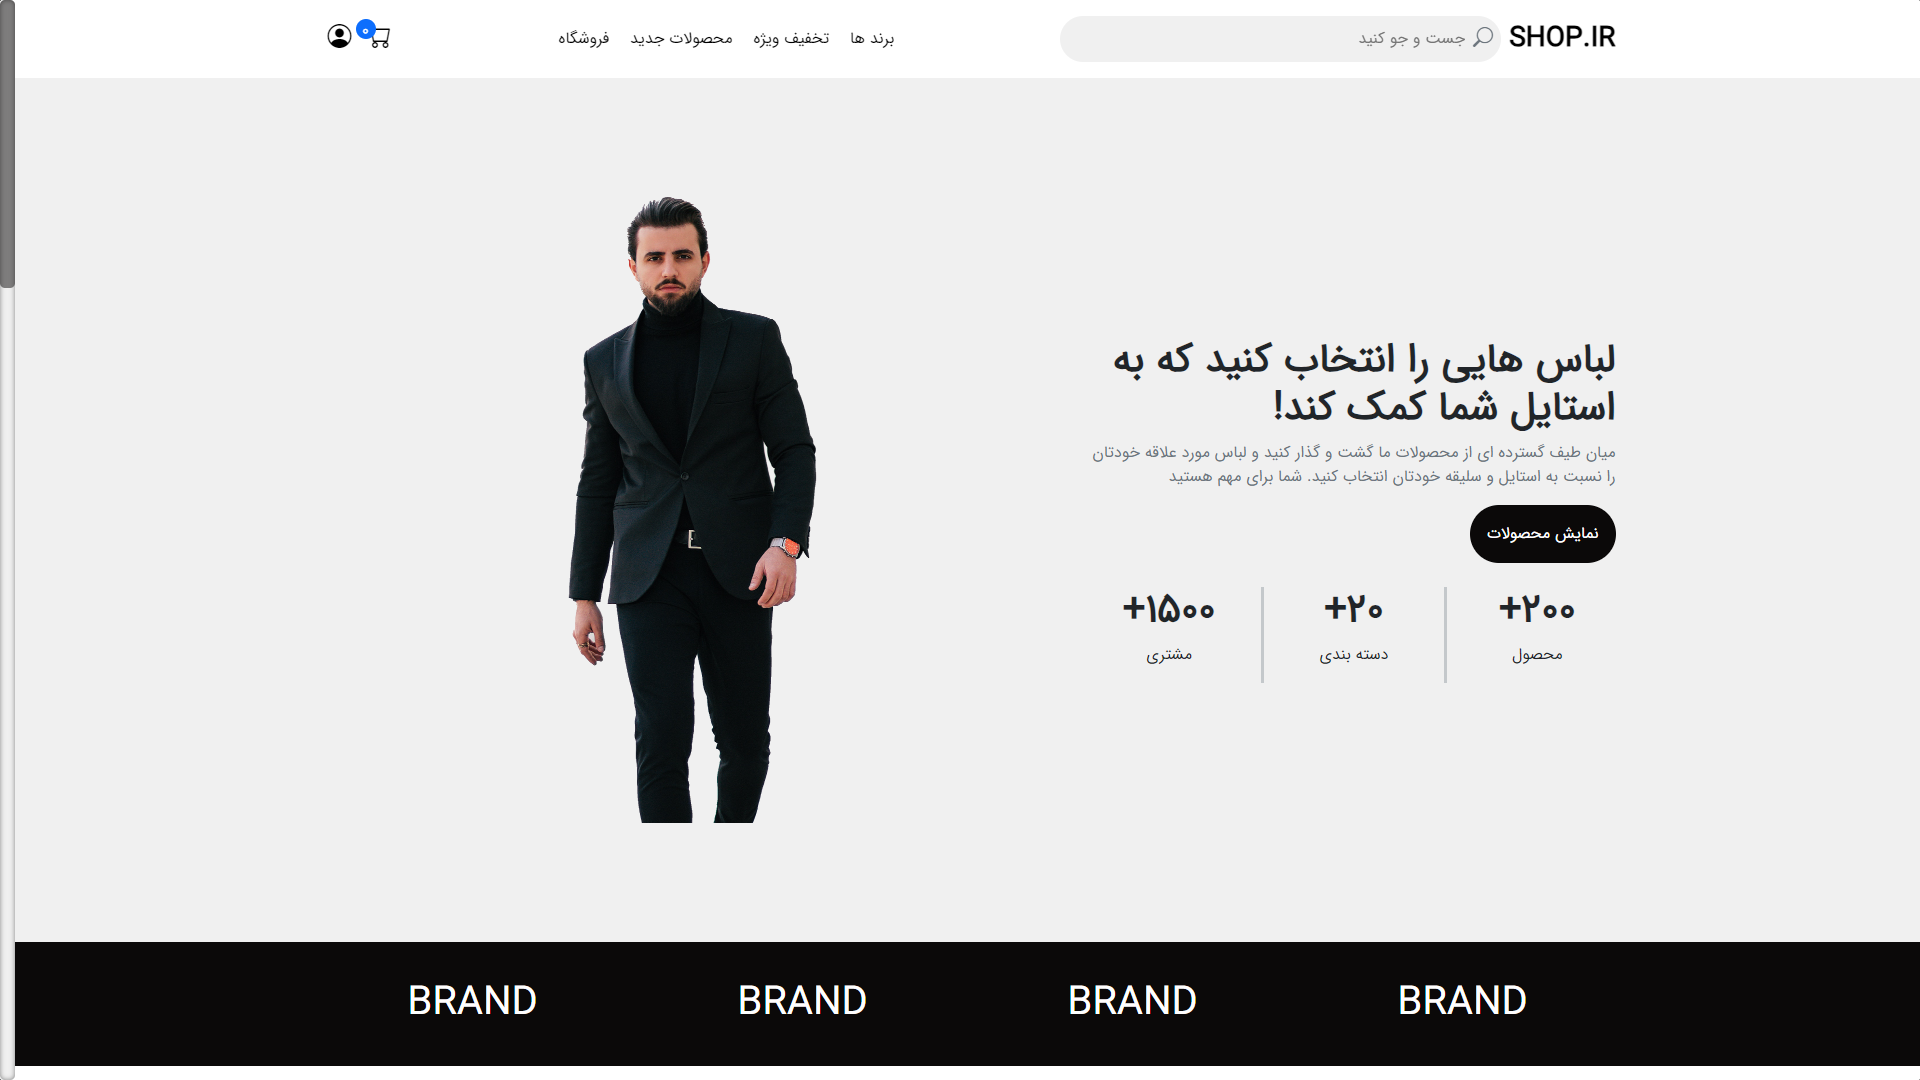 SHOP.IR
جست و جو کنید
برند ها
تخفیف ویژه
محصولات جدید
فروشگاه
۰
لباس هایی را انتخاب کنید که به
استایل شما کمک کند!
میان طیف گسترده ای از محصولات ما گشت و گذار کنید و لباس مورد علاقه خودتان
را نسبت به استایل و سلیقه خودتان انتخاب کنید. شما برای مهم هستید
نمایش محصولات
۲۰۰+
محصول
۲۰+
دسته بندی
۱۵۰۰+
مشتری
BRAND
BRAND
BRAND
BRAND